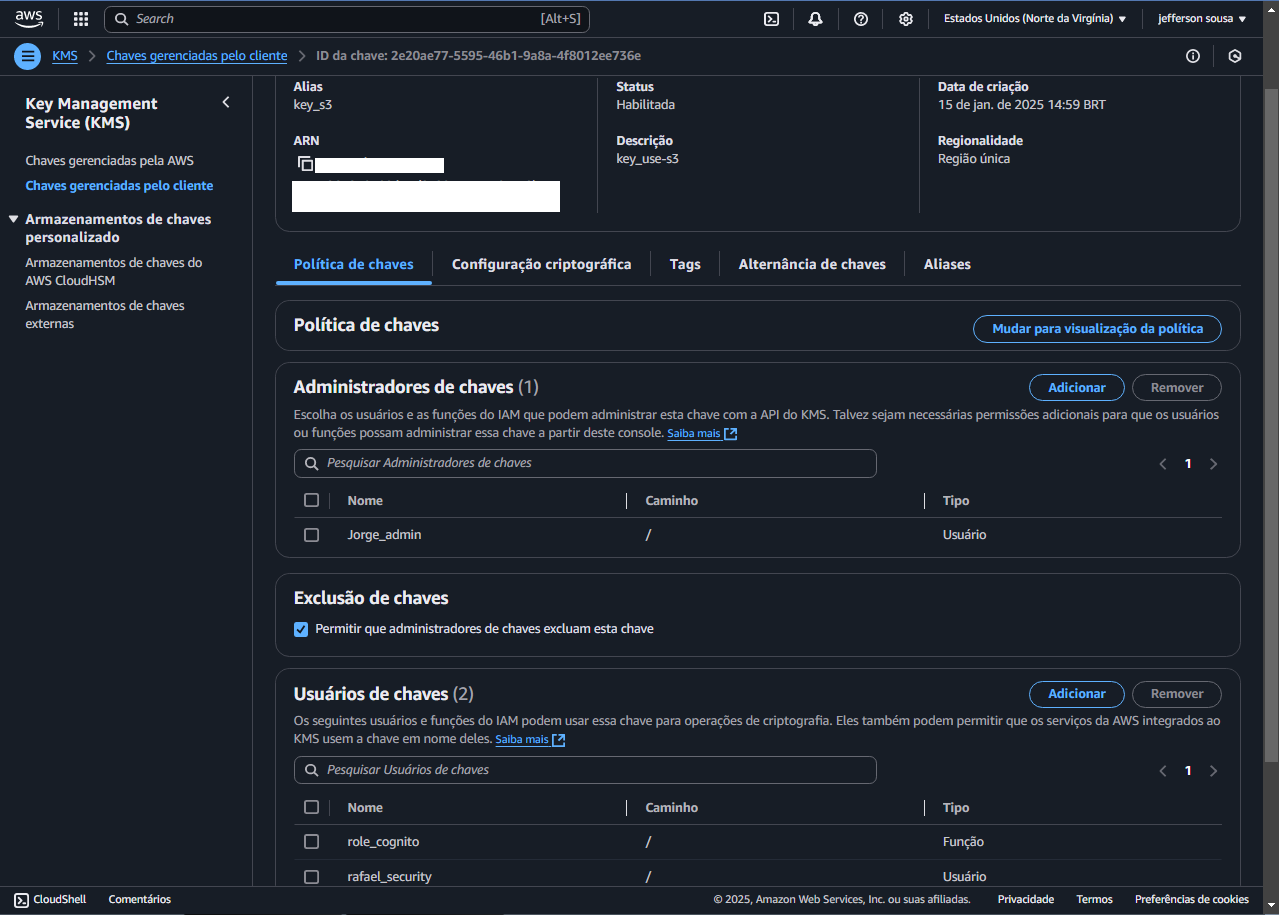 aws
Search [Alt+S]
Estados Unidos (Norte da Virgínia)
jefferson sousa
KMS
Chaves gerenciadas pelo cliente
ID da chave: 2e20ae77-5595-46b1-9a8a-4f8012ee736e
Key Management
Service (KMS)
Chaves gerenciadas pela AWS
Chaves gerenciadas pelo cliente
Armazenamentos de chaves
personalizado
Armazenamentos de chaves do
AWS CloudHSM
Armazenamentos de chaves
externas
Alias
key_s3
Status
Habilitada
Data de criação
15 de jan. de 2025 14:59 BRT
ARN
Descrição
key_use-s3
Regionalidade
Região única
Política de chaves
Configuração criptográfica
Tags
Alternância de chaves
Aliases
Política de chaves
Mudar para visualização da política
Administradores de chaves (1)
Adicionar
Remover
Escolha os usuários e as funções do IAM que podem administrar esta chave com a API do KMS. Talvez sejam necessárias permissões adicionais para que os usuários
ou funções possam administrar essa chave a partir deste console. Saiba mais
Pesquisar Administradores de chaves
1
Nome Caminho Tipo
Jorge_admin / Usuário
Exclusão de chaves
Permitir que administradores de chaves excluam esta chave
Usuários de chaves (2)
Adicionar
Remover
Os seguintes usuários e funções do IAM podem usar essa chave para operações de criptografia. Eles também podem permitir que os serviços da AWS integrados ao
KMS usem a chave em nome deles. Saiba mais
Pesquisar Usuários de chaves
1
Nome Caminho Tipo
role_cognito / Função
rafael_security / Usuário
CloudShell
Comentários
© 2025, Amazon Web Services, Inc. ou suas afiliadas.
Privacidade
Termos
Preferências de cookies